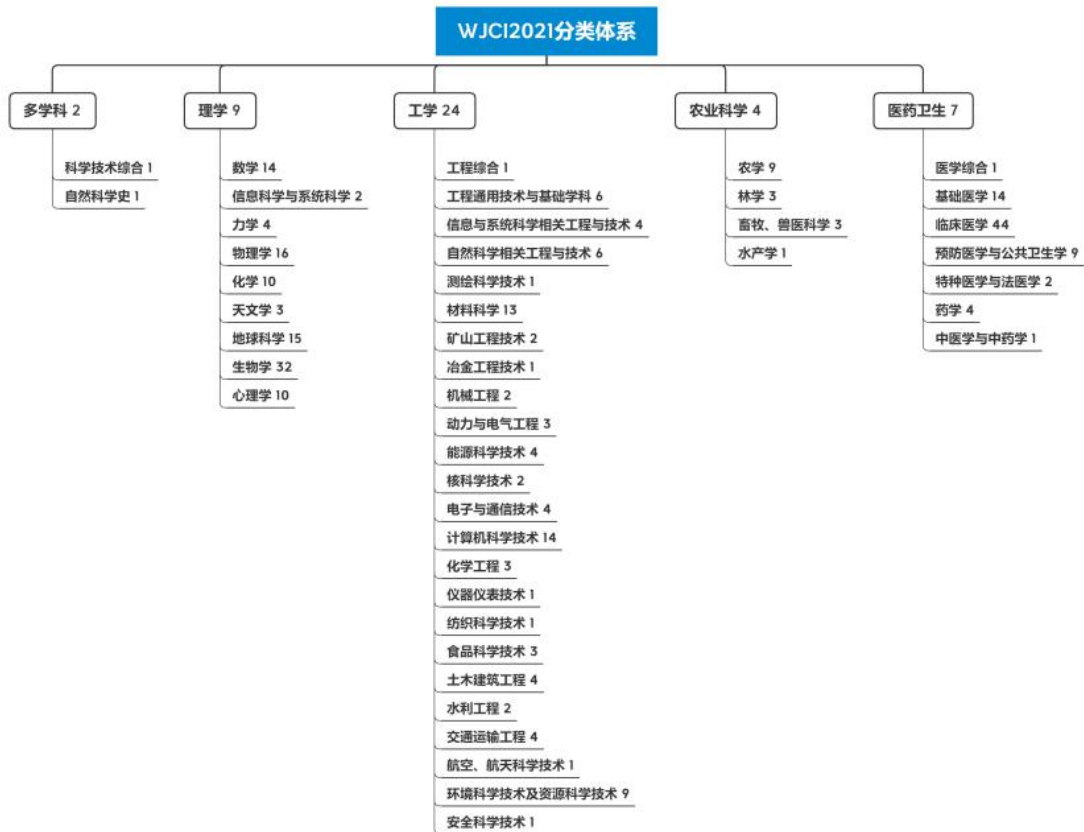 WJCI2021分类体系
多学科 2
科学技术综合 1
自然科学史 1
理学 9
数学 14
信息科学与系统科学 2
力学 4
物理学 16
化学 10
天文学 3
地球科学 15
生物学 32
心理学 10
工学 24
工程综合 1
工程通用技术与基础学科 6
信息与系统科学相关工程与技术 4
自然科学相关工程与技术 6
测绘科学技术 1
材料科学 13
矿山工程技术 2
冶金工程技术 1
机械工程 2
动力与电气工程 3
能源科学技术 4
核科学技术 2
电子与通信技术 4
计算机科学技术 14
化学工程 3
仪器仪表技术 1
纺织科学技术 1
食品科学技术 3
土木建筑工程 4
水利工程 2
交通运输工程 4
航空、航天科学技术 1
环境科学技术及资源科学技术 9
安全科学技术 1
农业科学 4
农学 9
林学 3
畜牧、兽医科学 3
水产学 1
医药卫生 7
医学综合 1
基础医学 14
临床医学 44
预防医学与公共卫生学 9
特种医学与法医学 2
药学 4
中医学与中药学 1